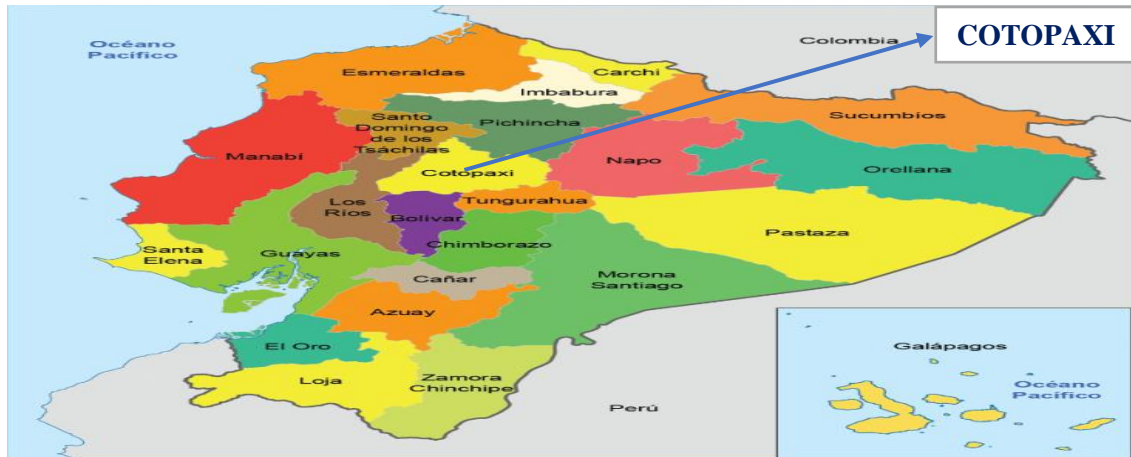 COTOPAXI
Océano
Pacífico
Colombia
Esmeraldas
Carchi
Imbabura
Santo
Domingo
de los
Tsáchilas
Pichincha
Sucumbíos
Manabí
Cotopaxi
Napo
Orellana
Los
Ríos
Bolívar
Tungurahua
Santa
Elena
Guayas
Chimborazo
Pastaza
Cañar
Morona
Santiago
Azuay
El Oro
Loja
Zamora
Chinchipe
Perú
Galápagos
Océano
Pacífico